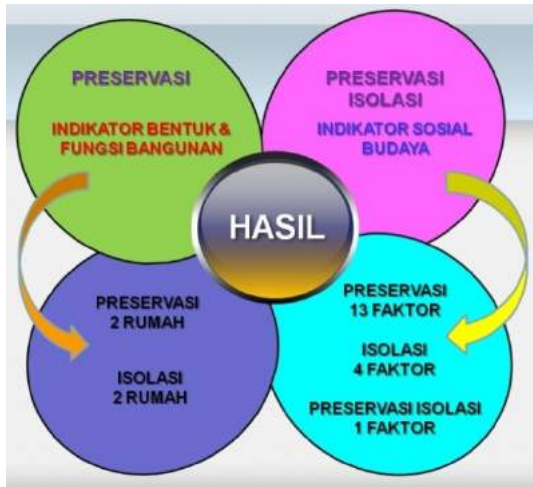 PRESERVASI
INDIKATOR BENTUK &
FUNGSI BANGUNAN
PRESERVASI
ISOLASI
INDIKATOR SOSIAL
BUDAYA
HASIL
PRESERVASI
2 RUMAH
ISOLASI
2 RUMAH
PRESERVASI
13 FAKTOR
ISOLASI
4 FAKTOR
PRESERVASI ISOLASI
1 FAKTOR